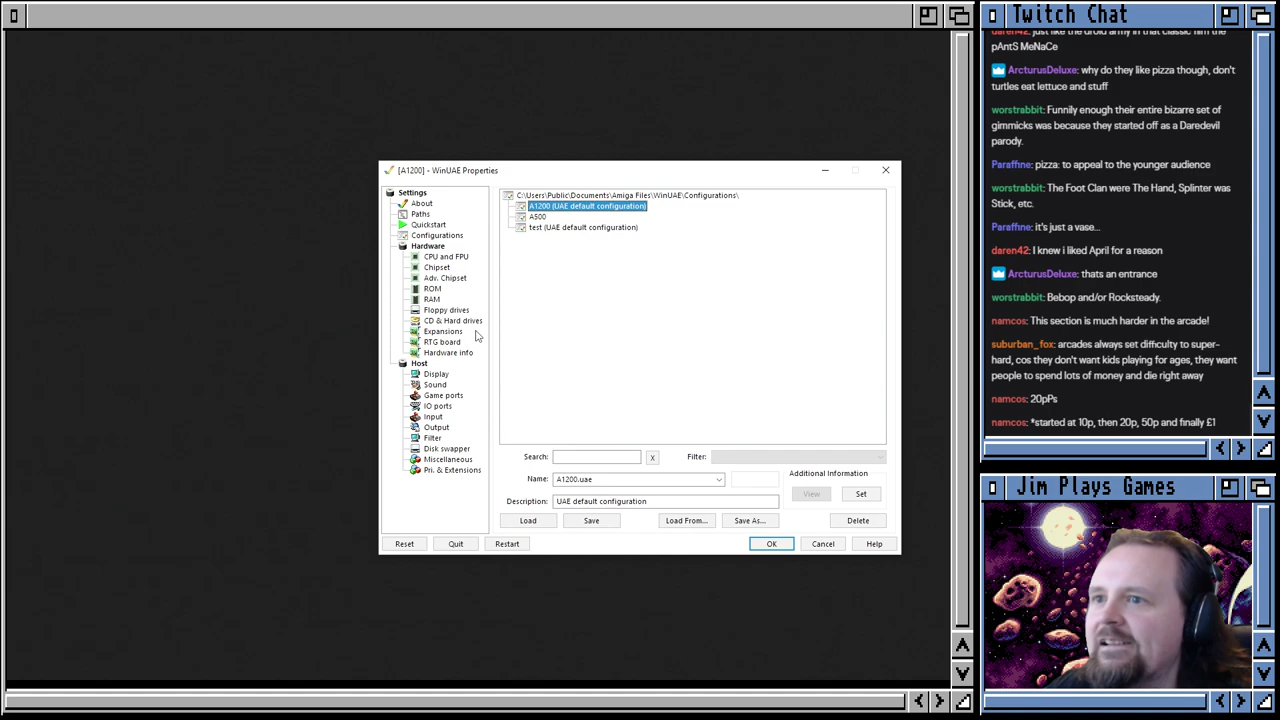 [A1200] - WinUAE Properties
Settings
About
Paths
Quickstart
Configurations
Hardware
CPU and FPU
Chipset
Adv. Chipset
ROM
RAM
Floppy drives
CD & Hard drives
Expansions
RTG board
Hardware info
Host
Display
Sound
Game ports
IO ports
Input
Output
Filter
Disk swapper
Miscellaneous
Pri. & Extensions
C:\Users\Public\Documents\Amiga Files\WinUAE\Configurations\
A1200 (UAE default configuration)
A500
test (UAE default configuration)
Search:
x
Filter:
Name:
A1200.uae
Additional Information
View
Set
Description:
UAE default configuration
Load
Save
Load From...
Save As...
Delete
Reset
Quit
Restart
OK
Cancel
Help
Twitch Chat
daren42: just like the droid army in that classic film the
pAntS MeNaCe
ArcturusDeluxe: why do they like pizza though, don't
turtles eat lettuce and stuff
worstrabbit: Funnily enough their entire bizarre set of
gimmicks was because they started off as a Daredevil
parody.
Paraffine: pizza: to appeal to the younger audience
worstrabbit: The Foot Clan were The Hand, Splinter was
Stick, etc.
Paraffine: it's just a vase...
daren42: I knew i liked April for a reason
ArcturusDeluxe: thats an entrance
worstrabbit: Bebop and/or Rocksteady.
namcos: This section is much harder in the arcade!
suburban_fox: arcades always set difficulty to super-
hard, cos they don't want kids playing for ages, they want
people to spend lots of money and die right away
namcos: 20pPs
namcos: *started at 10p, then 20p, 50p and finally £1
Jim Plays Games